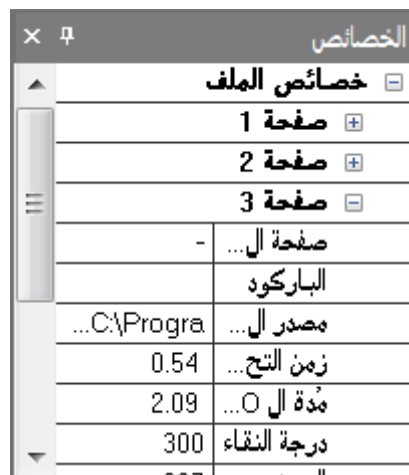 الخصائص
خصائص الملف
صفحة 1
صفحة 2
صفحة 3
صفحة ال... -
الباركود
مصدر ال... C:\Progra...
زمن التح... 0.54
مُدة ال O... 2.09
درجة النقاء 300